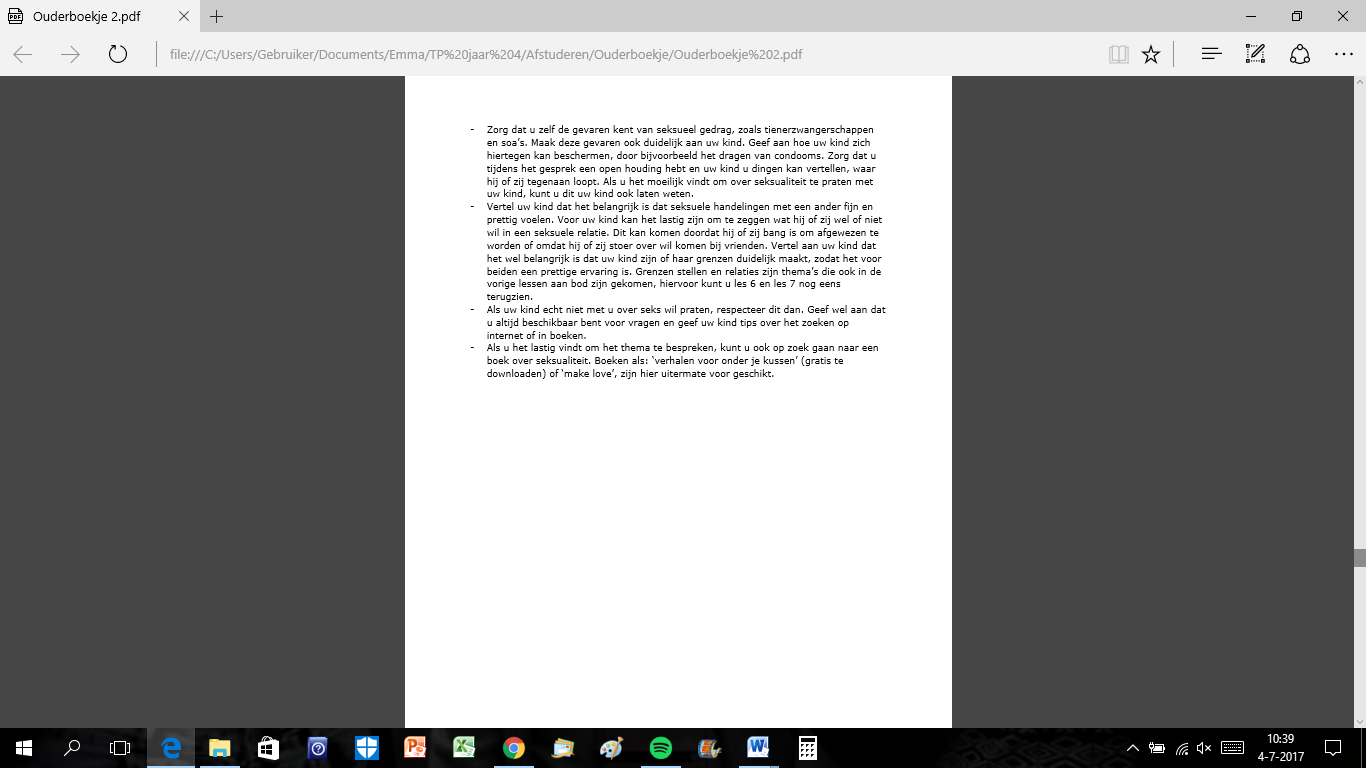 Ouderboekje 2.pdf
file:///C:/Users/Gebruiker/Documents/Emma/TP%20jaar%204/Afstuderen/Ouderboekje/Ouderboekje%202.pdf
- Zorg dat u zelf de gevaren kent van seksueel gedrag, zoals tienerzwangerschappen
en soa’s. Maak deze gevaren ook duidelijk aan uw kind. Geef aan hoe uw kind zich
hiertegen kan beschermen, door bijvoorbeeld het dragen van condooms. Zorg dat u
tijdens het gesprek een open houding hebt en uw kind u dingen kan vertellen, waar
hij of zij tegenaan loopt. Als u het moeilijk vindt om over seksualiteit te praten met
uw kind, kunt u dit uw kind ook laten weten.
- Vertel uw kind dat het belangrijk is dat seksuele handelingen met een ander fijn en
prettig voelen. Voor uw kind kan het lastig zijn om te zeggen wat hij of zij wel of niet
wil in een seksuele relatie. Dit kan komen doordat hij of zij bang is om afgewezen te
worden of omdat hij of zij stoer over wil komen bij vrienden. Vertel aan uw kind dat
het wel belangrijk is dat uw kind zijn of haar grenzen duidelijk maakt, zodat het voor
beiden een prettige ervaring is. Grenzen stellen en relaties zijn thema’s die ook in de
vorige lessen aan bod zijn gekomen, hiervoor kunt u les 6 en les 7 nog eens
terugzien.
- Als uw kind echt niet met u over seks wil praten, respecteer dit dan. Geef wel aan dat
u altijd beschikbaar bent voor vragen en geef uw kind tips over het zoeken op
internet of in boeken.
- Als u het lastig vindt om het thema te bespreken, kunt u ook op zoek gaan naar een
boek over seksualiteit. Boeken als: ‘verhalen voor onder je kussen’ (gratis te
downloaden) of ‘make love’, zijn hier uitermate voor geschikt.
10:39
4-7-2017